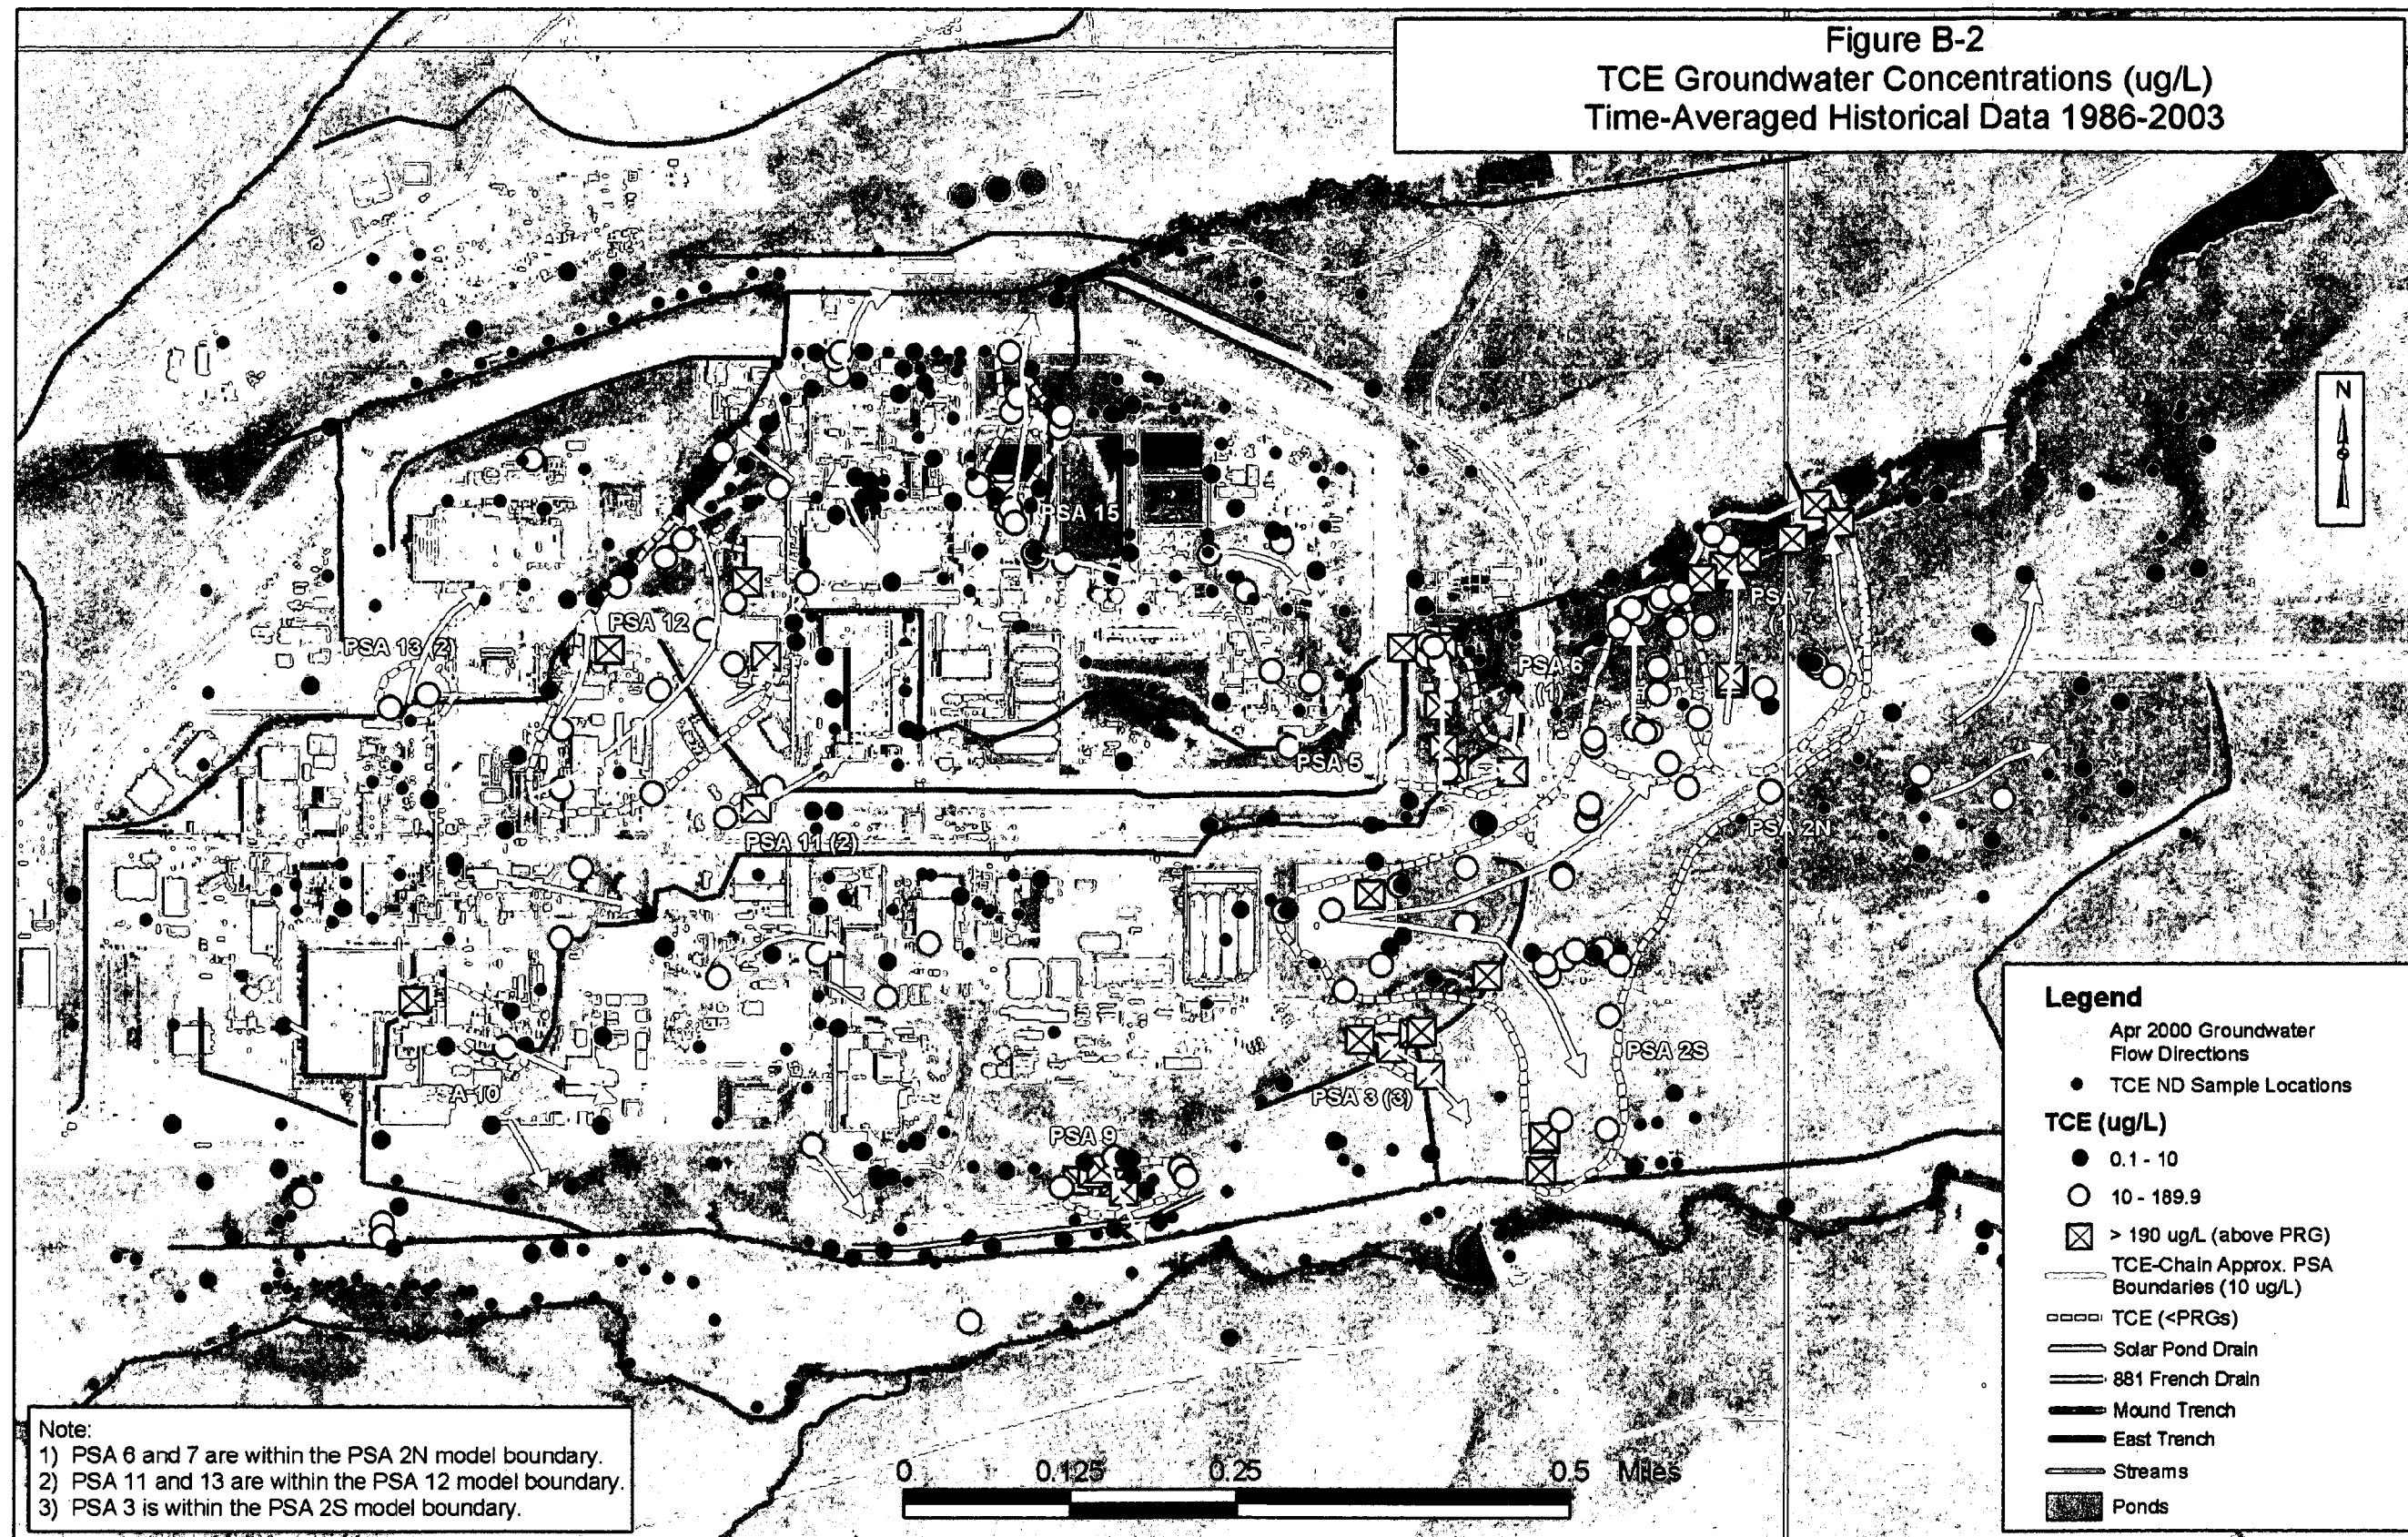 Figure B-2
TCE Groundwater Concentrations (ug/L)
Time-Averaged Historical Data 1986-2003
N
PSA 15
PSA 12
PSA 13 (2)
PSA 7
(1)
PSA 6
(1)
PSA 5
PSA 2N
PSA 11 (2)
PSA 2S
PSA 3 (3)
A-10
PSA 9
Legend
Apr 2000 Groundwater
Flow Directions
TCE ND Sample Locations
TCE (ug/L)
0.1 - 10
10 - 189.9
> 190 ug/L (above PRG)
TCE-Chain Approx. PSA
Boundaries (10 ug/L)
TCE (<PRGs)
Solar Pond Drain
881 French Drain
Mound Trench
East Trench
Streams
Ponds
Note:
1) PSA 6 and 7 are within the PSA 2N model boundary.
2) PSA 11 and 13 are within the PSA 12 model boundary.
3) PSA 3 is within the PSA 2S model boundary.
0 0.125 0.25 0.5 Miles